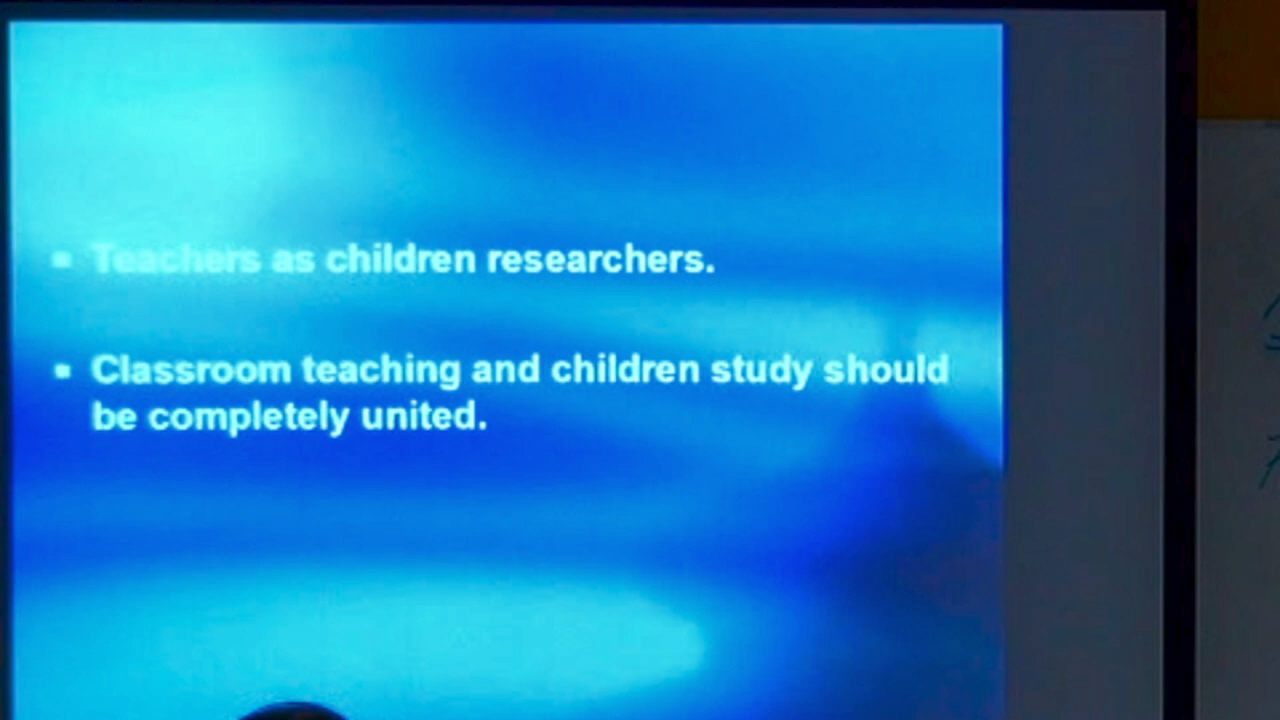 ▪ Teachers as children researchers.
▪ Classroom teaching and children study should
be completely united.